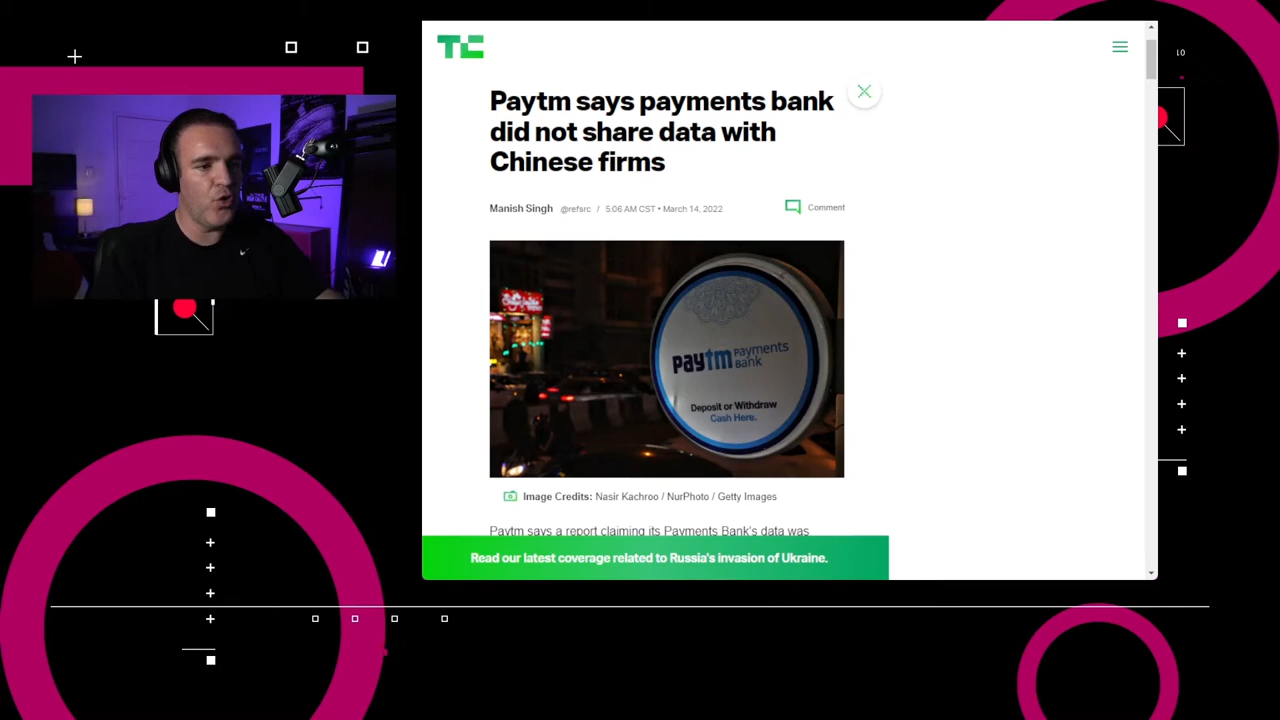 TC
10
Paytm says payments bank
did not share data with
Chinese firms
Manish Singh @refsrc / 5:06 AM CST • March 14, 2022
Comment
paytm Payments
Bank
Deposit or Withdraw
Cash Here.
Image Credits: Nasir Kachroo / NurPhoto / Getty Images
Paytm says a report claiming its Payments Bank's data was
Read our latest coverage related to Russia's invasion of Ukraine.